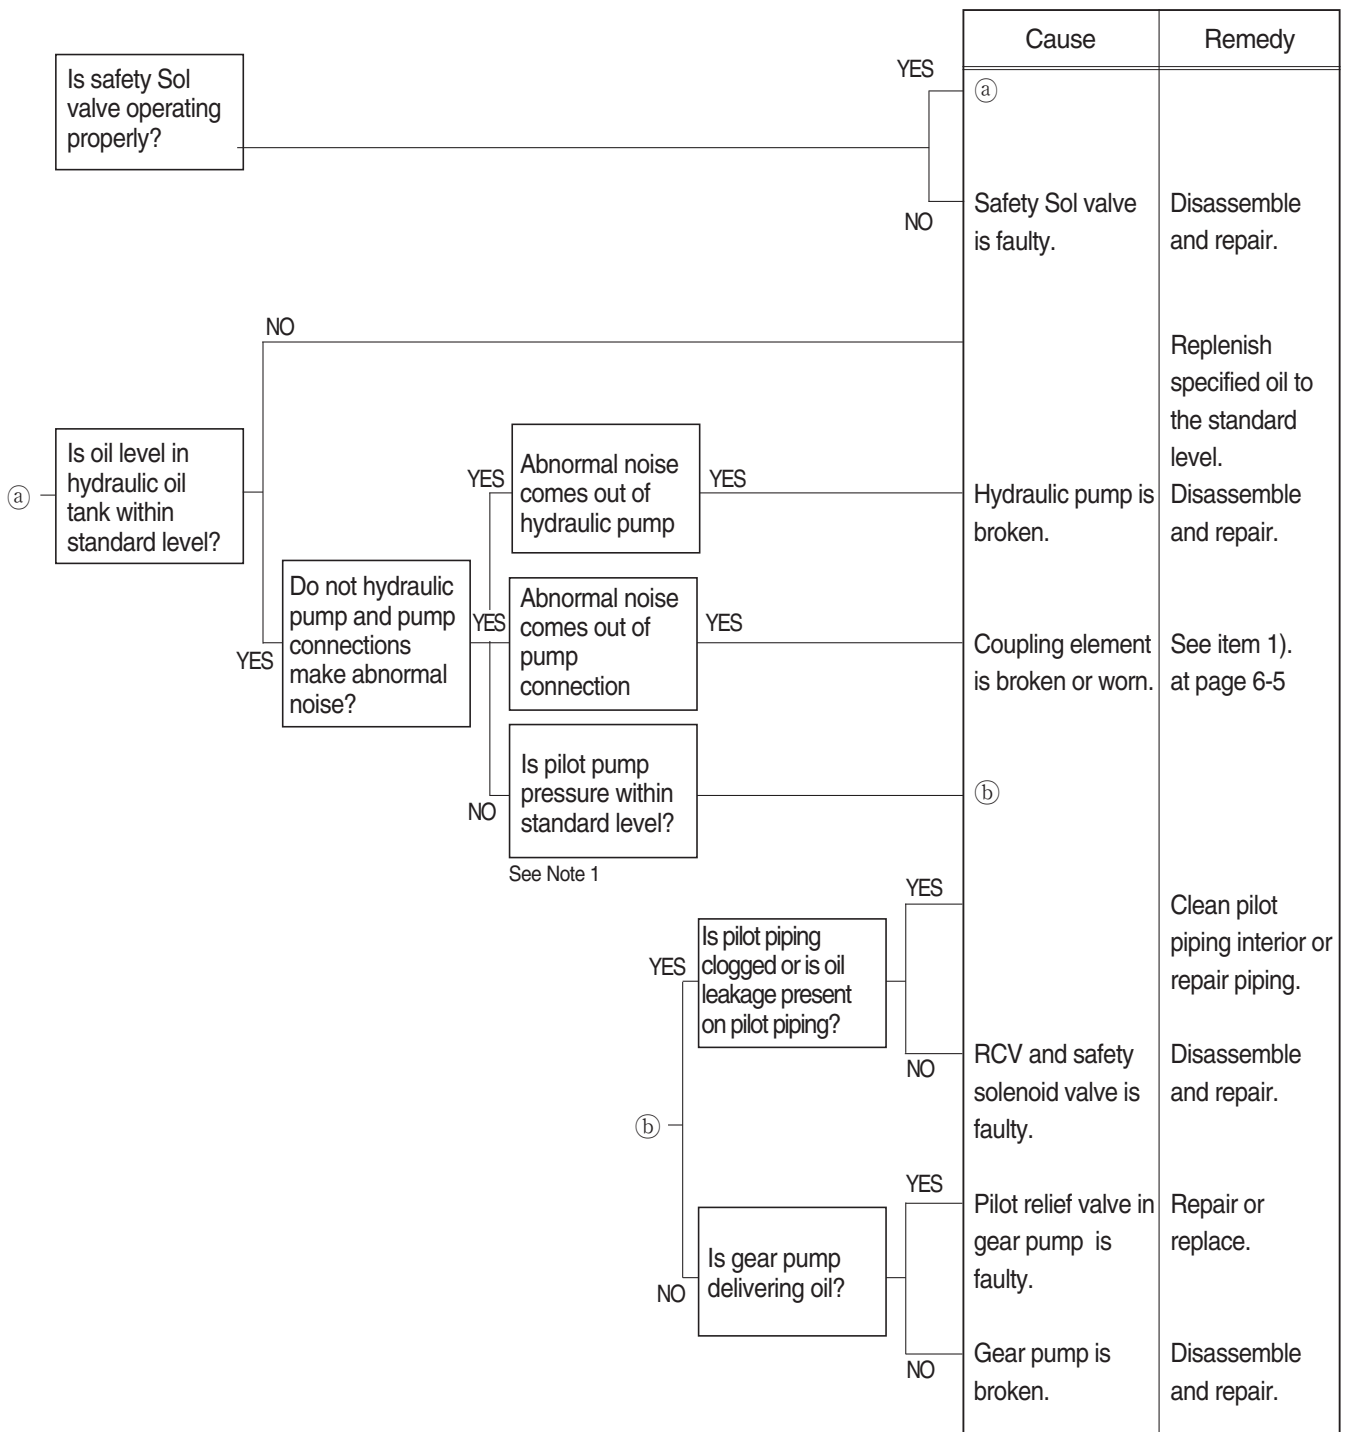 Cause
Remedy
Is safety Sol
valve operating
properly?
YES
ⓐ
NO
Safety Sol valve
is faulty.
Disassemble
and repair.
ⓐ
Is oil level in
hydraulic oil
tank within
standard level?
NO
Replenish
specified oil to
the standard
level.
YES
Do not hydraulic
pump and pump
connections
make abnormal
noise?
YES
Abnormal noise
comes out of
hydraulic pump
YES
Hydraulic pump is
broken.
Disassemble
and repair.
YES
Abnormal noise
comes out of
pump
connection
YES
Coupling element
is broken or worn.
See item 1).
at page 6-5
NO
Is pilot pump
pressure within
standard level?
See Note 1
ⓑ
ⓑ
YES
Is pilot piping
clogged or is oil
leakage present
on pilot piping?
YES
Clean pilot
piping interior or
repair piping.
NO
RCV and safety
solenoid valve is
faulty.
Disassemble
and repair.
NO
Is gear pump
delivering oil?
YES
Pilot relief valve in
gear pump is
faulty.
Repair or
replace.
NO
Gear pump is
broken.
Disassemble
and repair.